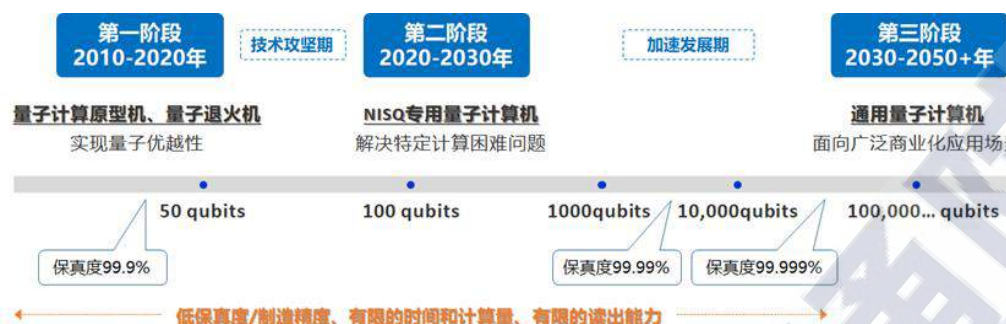 第一阶段
2010-2020年
技术攻坚期
第二阶段
2020-2030年
加速发展期
第三阶段
2030-2050+年
量子计算原型机、量子退火机
实现量子优越性
NISQ专用量子计算机
解决特定计算困难问题
通用量子计算机
面向广泛商业化应用场
50 qubits
100 qubits
1000qubits
10,000qubits
100,000... qubits
保真度99.9%
保真度99.99%
保真度99.999%
低保真度/制造精度、有限的时间和计算量、有限的读出能力